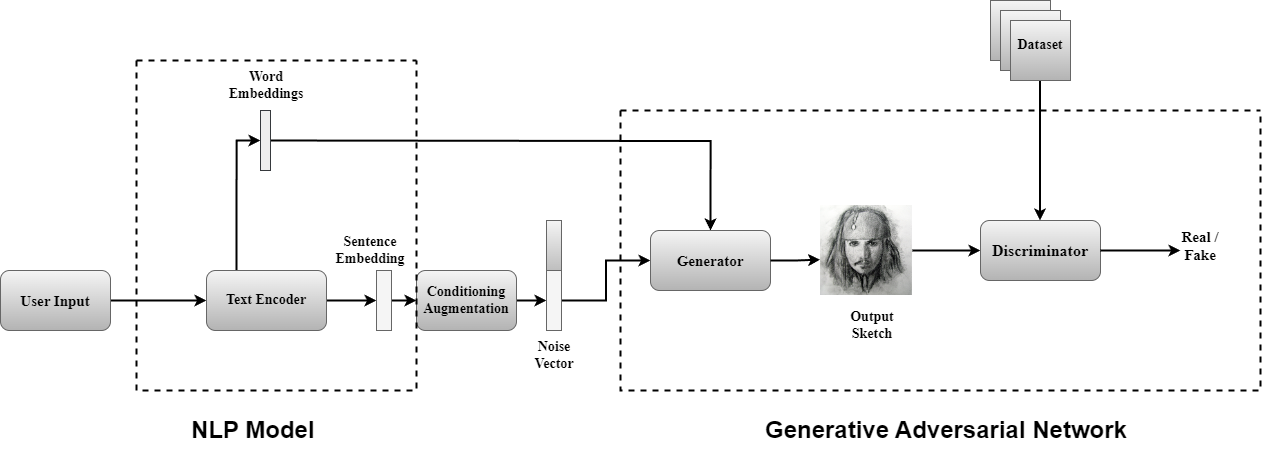 Dataset
Word
Embeddings
Sentence
Embedding
User Input
Text Encoder
Conditioning
Augmentation
Noise
Vector
Generator
Output
Sketch
Discriminator
Real /
Fake
NLP Model
Generative Adversarial Network